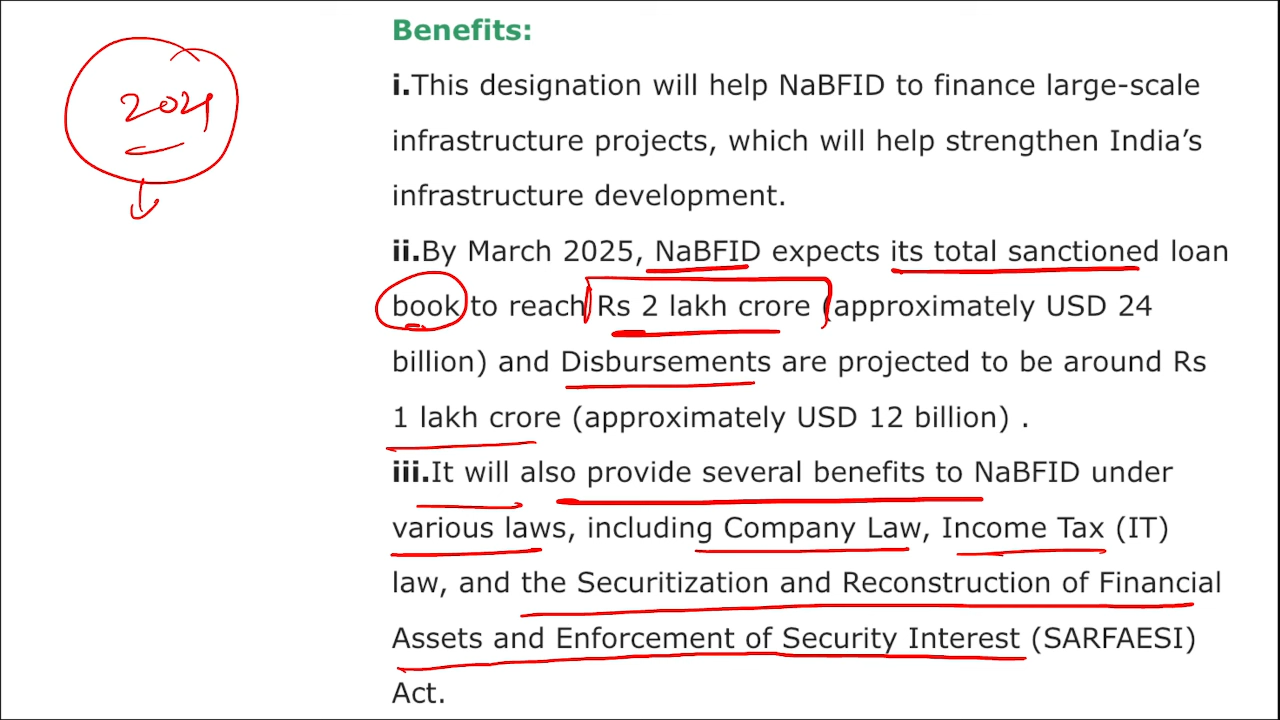 Benefits:
2021
i.This designation will help NaBFID to finance large-scale
infrastructure projects, which will help strengthen India’s
infrastructure development.
ii.By March 2025, NaBFID expects its total sanctioned loan
book to reach Rs 2 lakh crore (approximately USD 24
billion) and Disbursements are projected to be around Rs
1 lakh crore (approximately USD 12 billion) .
iii.It will also provide several benefits to NaBFID under
various laws, including Company Law, Income Tax (IT)
law, and the Securitization and Reconstruction of Financial
Assets and Enforcement of Security Interest (SARFAESI)
Act.